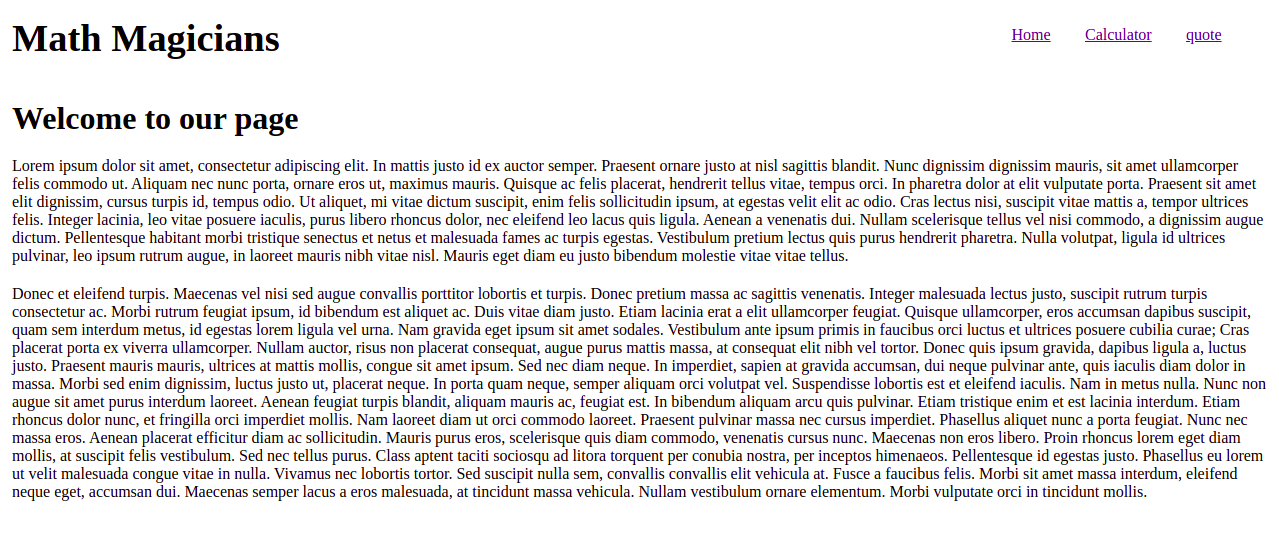 Math Magicians
Home Calculator quote
Welcome to our page
Lorem ipsum dolor sit amet, consectetur adipiscing elit. In mattis justo id ex auctor semper. Praesent ornare justo at nisl sagittis blandit. Nunc dignissim dignissim mauris, sit amet ullamcorper
felis commodo ut. Aliquam nec nunc porta, ornare eros ut, maximus mauris. Quisque ac felis placerat, hendrerit tellus vitae, tempus orci. In pharetra dolor at elit vulputate porta. Praesent sit amet
elit dignissim, cursus turpis id, tempus odio. Ut aliquet, mi vitae dictum suscipit, enim felis sollicitudin ipsum, at egestas velit elit ac odio. Cras lectus nisi, suscipit vitae mattis a, tempor ultrices
felis. Integer lacinia, leo vitae posuere iaculis, purus libero rhoncus dolor, nec eleifend leo lacus quis ligula. Aenean a venenatis dui. Nullam scelerisque tellus vel nisi commodo, a dignissim augue
dictum. Pellentesque habitant morbi tristique senectus et netus et malesuada fames ac turpis egestas. Vestibulum pretium lectus quis purus hendrerit pharetra. Nulla volutpat, ligula id ultrices
pulvinar, leo ipsum rutrum augue, in laoreet mauris nibh vitae nisl. Mauris eget diam eu justo bibendum molestie vitae vitae tellus.
Donec et eleifend turpis. Maecenas vel nisi sed augue convallis porttitor lobortis et turpis. Donec pretium massa ac sagittis venenatis. Integer malesuada lectus justo, suscipit rutrum turpis
consectetur ac. Morbi rutrum feugiat ipsum, id bibendum est aliquet ac. Duis vitae diam justo. Etiam lacinia erat a elit ullamcorper feugiat. Quisque ullamcorper, eros accumsan dapibus suscipit,
quam sem interdum metus, id egestas lorem ligula vel urna. Nam gravida eget ipsum sit amet sodales. Vestibulum ante ipsum primis in faucibus orci luctus et ultrices posuere cubilia curae; Cras
placerat porta ex viverra ullamcorper. Nullam auctor, risus non placerat consequat, augue purus mattis massa, at consequat elit nibh vel tortor. Donec quis ipsum gravida, dapibus ligula a, luctus
justo. Praesent mauris mauris, ultrices at mattis mollis, congue sit amet ipsum. Sed nec diam neque. In imperdiet, sapien at gravida accumsan, dui neque pulvinar ante, quis iaculis diam dolor in
massa. Morbi sed enim dignissim, luctus justo ut, placerat neque. In porta quam neque, semper aliquam orci volutpat vel. Suspendisse lobortis est et eleifend iaculis. Nam in metus nulla. Nunc non
augue sit amet purus interdum laoreet. Aenean feugiat turpis blandit, aliquam mauris ac, feugiat est. In bibendum aliquam arcu quis pulvinar. Etiam tristique enim et est lacinia interdum. Etiam
rhoncus dolor nunc, et fringilla orci imperdiet mollis. Nam laoreet diam ut orci commodo laoreet. Praesent pulvinar massa nec cursus imperdiet. Phasellus aliquet nunc a porta feugiat. Nunc nec
massa eros. Aenean placerat efficitur diam ac sollicitudin. Mauris purus eros, scelerisque quis diam commodo, venenatis cursus nunc. Maecenas non eros libero. Proin rhoncus lorem eget diam
mollis, at suscipit felis vestibulum. Sed nec tellus purus. Class aptent taciti sociosqu ad litora torquent per conubia nostra, per inceptos himenaeos. Pellentesque id egestas justo. Phasellus eu lorem
ut velit malesuada congue vitae in nulla. Vivamus nec lobortis tortor. Sed suscipit nulla sem, convallis convallis elit vehicula at. Fusce a faucibus felis. Morbi sit amet massa interdum, eleifend
neque eget, accumsan dui. Maecenas semper lacus a eros malesuada, at tincidunt massa vehicula. Nullam vestibulum ornare elementum. Morbi vulputate orci in tincidunt mollis.